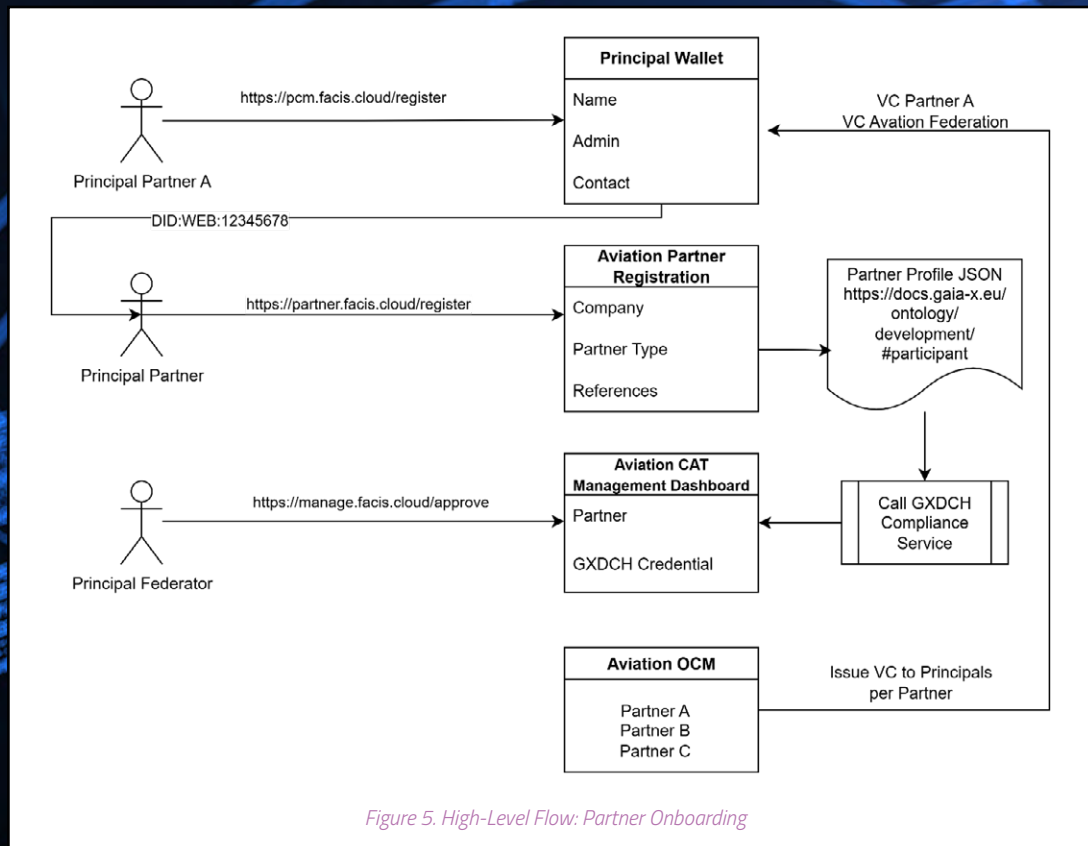 Principal Wallet
https://pcm.facis.cloud/register
Name
Admin
Contact
Principal Partner A
VC Partner A
VC Avation Federation
DID:WEB:12345678
Aviation Partner
Registration
https://partner.facis.cloud/register
Company
Partner Type
References
Principal Partner
Partner Profile JSON
https://docs.gaia-x.eu/
ontology/
development/
#participant
Aviation CAT
Management Dashboard
https://manage.facis.cloud/approve
Partner
GXDCH Credential
Principal Federator
Call GXDCH
Compliance
Service
Aviation OCM
Partner A
Partner B
Partner C
Issue VC to Principals
per Partner
Figure 5. High-Level Flow: Partner Onboarding